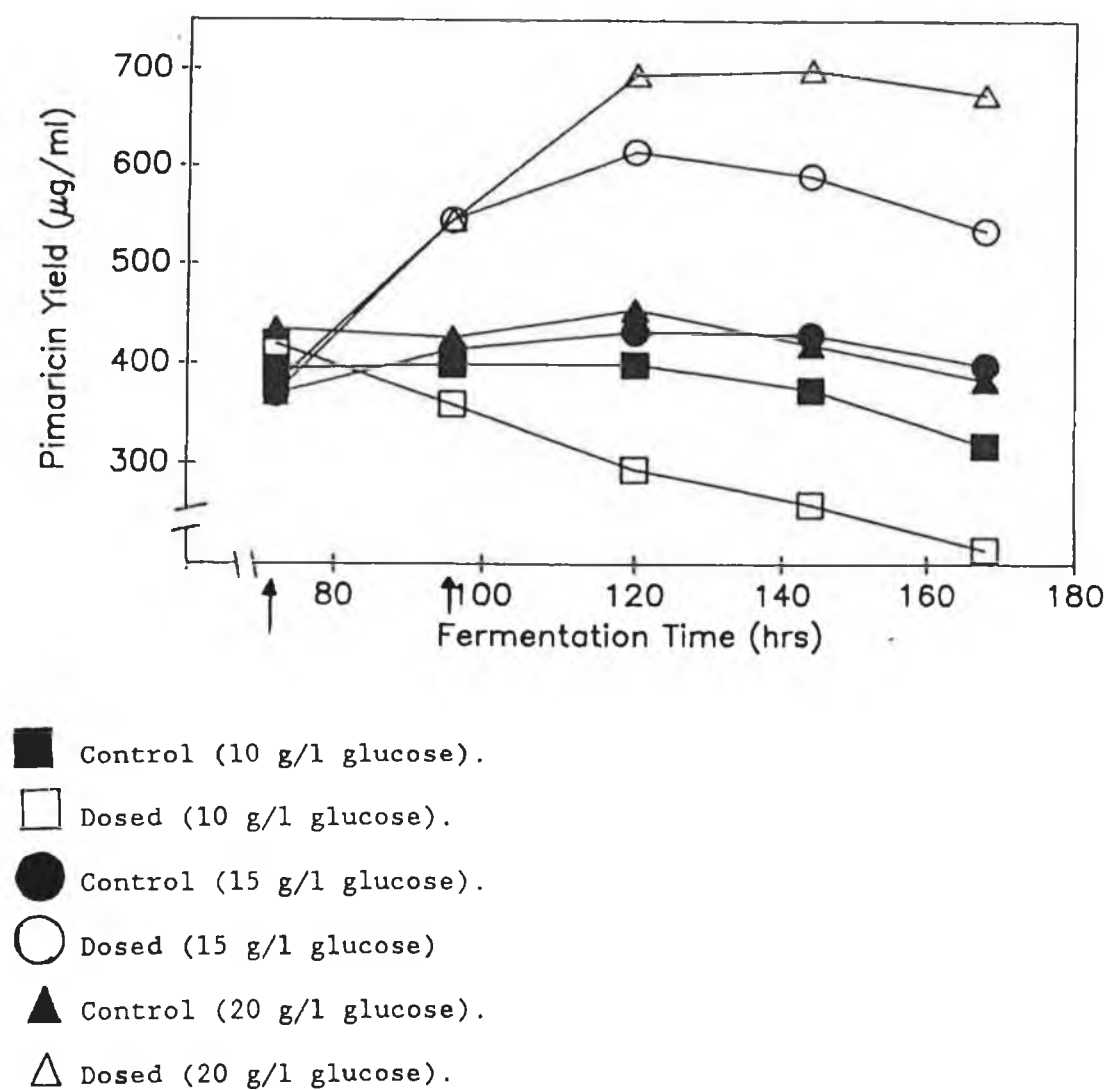 Pimaricin Yield (µg/ml)
700
600
500
400
300
80 100 120 140 160 180
Fermentation Time (hrs)
Control (10 g/l glucose).
Dosed (10 g/l glucose).
Control (15 g/l glucose).
Dosed (15 g/l glucose)
Control (20 g/l glucose).
Dosed (20 g/l glucose).